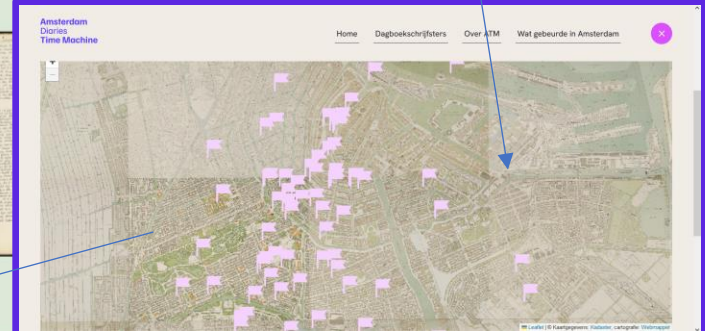 Amsterdam
Diaries
Time Machine
Home Dagboekschrijfsters Over ATM Wat gebeurde in Amsterdam
Leaflet | © Kaartgegevens: Kadaster, cartografie: Webmapper